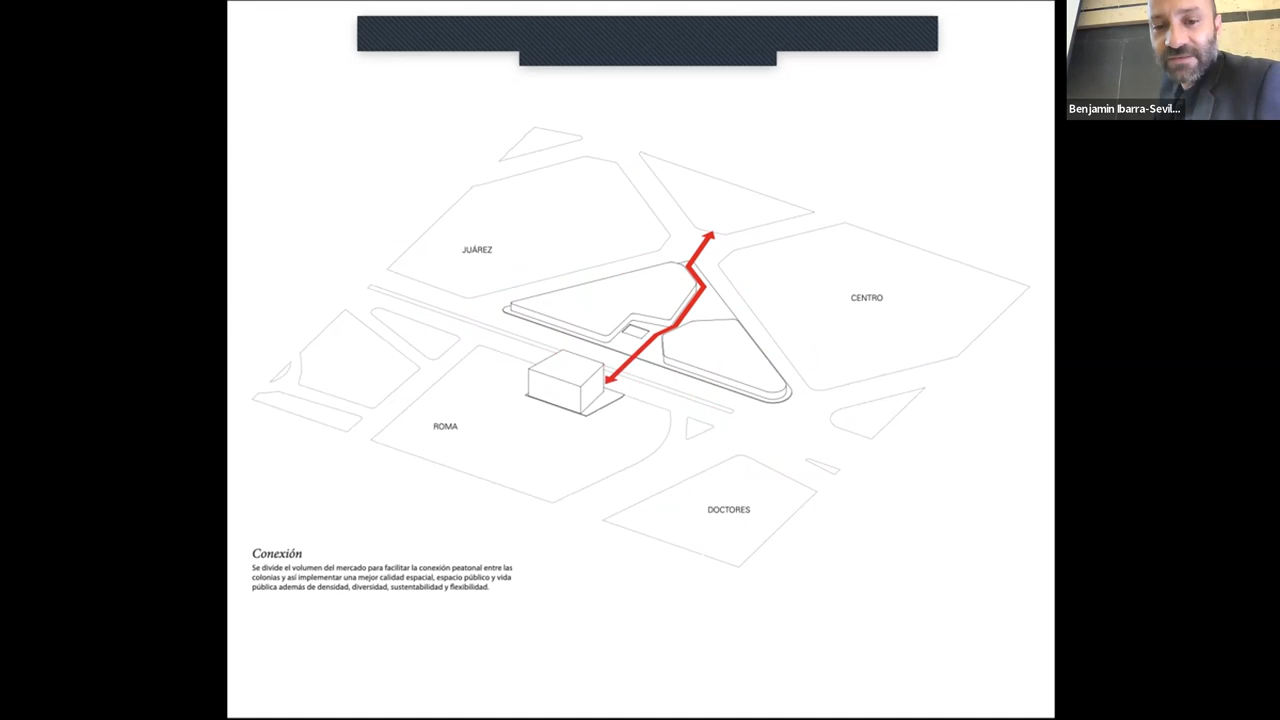 Benjamin Ibarra-Sevil...
JUÁREZ
CENTRO
ROMA
DOCTORES
Conexión
Se divide el volumen del mercado para facilitar la conexión peatonal entre las
colonias y así implementar una mejor calidad espacial, espacio público y vida
pública además de densidad, diversidad, sustentabilidad y flexibilidad.